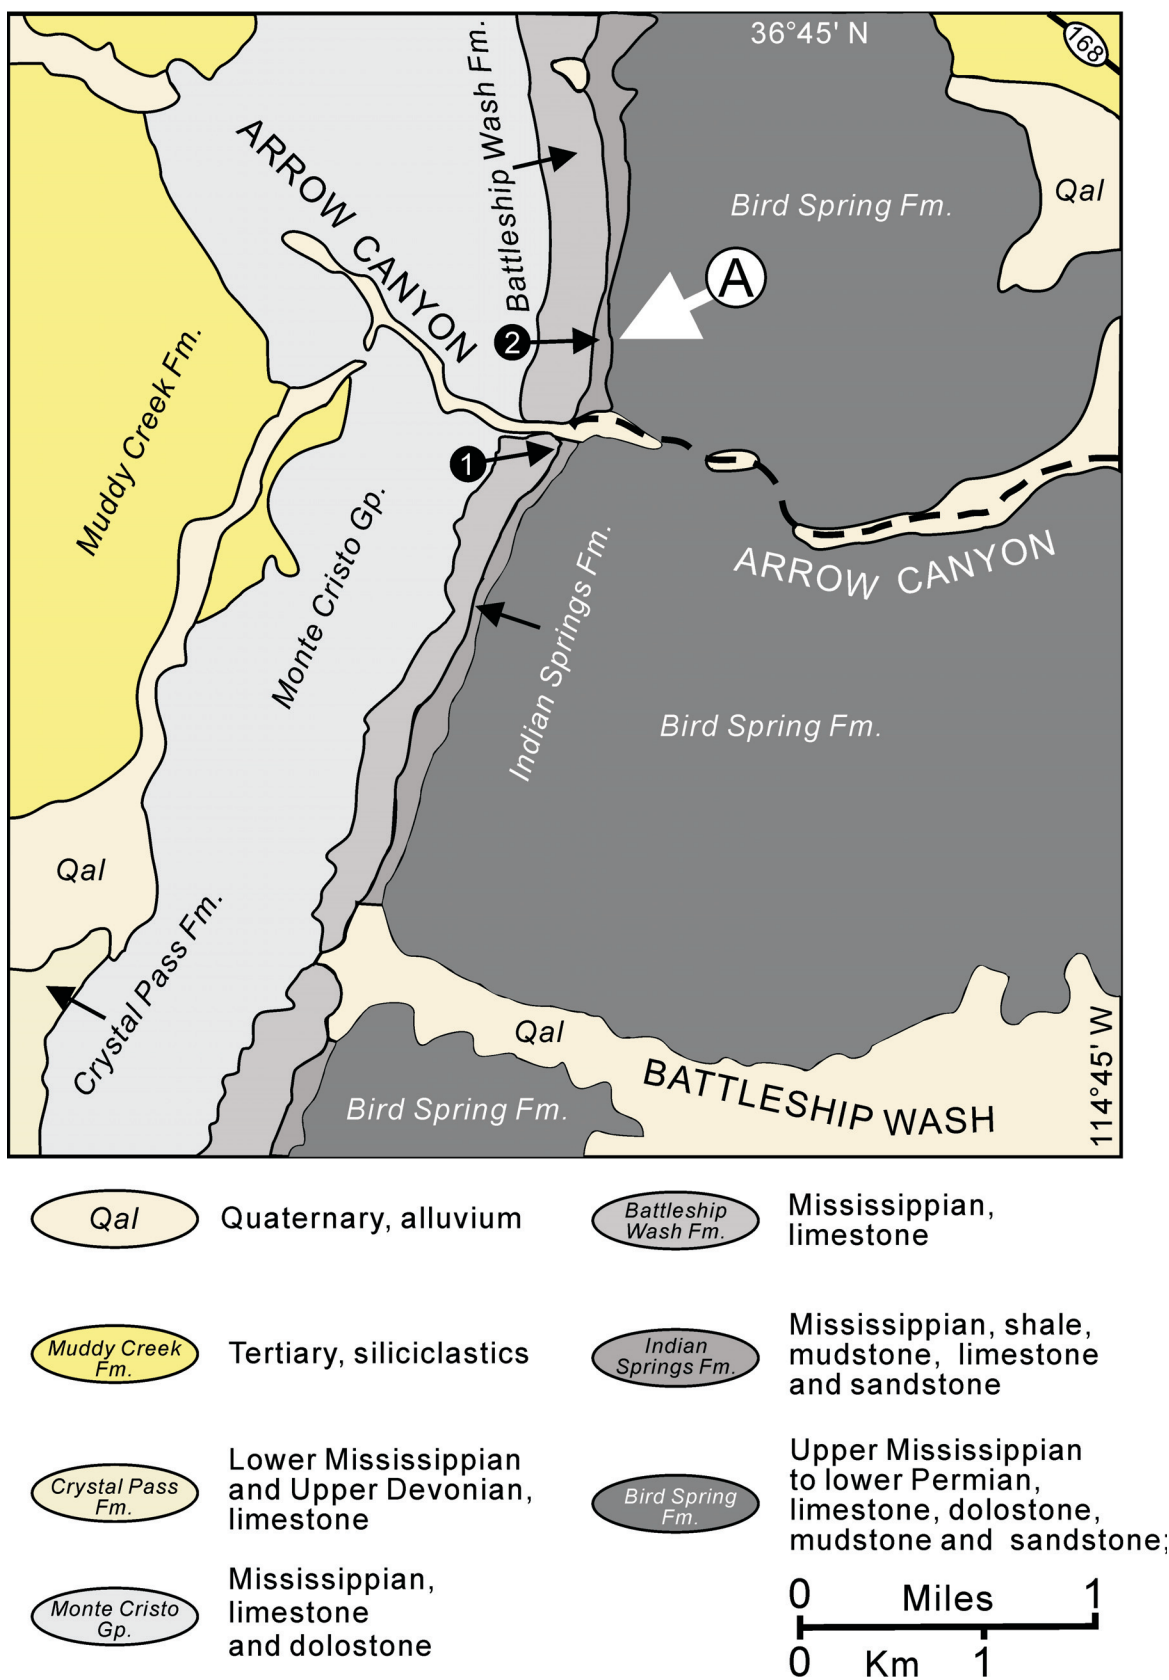 36°45' N
168
Battleship Wash Fm.
ARROW CANYON
Bird Spring Fm.
Qal
A
2
Muddy Creek Fm.
1
Monte Cristo Gp.
ARROW CANYON
Indian Springs Fm.
Bird Spring Fm.
Qal
Crystal Pass Fm.
Qal
BATTLESHIP WASH
114°45' W
Bird Spring Fm.
Qal
Quaternary, alluvium
Muddy Creek
Fm.
Tertiary, siliciclastics
Crystal Pass
Fm.
Lower Mississippian
and Upper Devonian,
limestone
Monte Cristo
Gp.
Mississippian,
limestone
and dolostone
Battleship
Wash Fm.
Mississippian,
limestone
Indian
Springs Fm.
Mississippian, shale,
mudstone, limestone
and sandstone
Bird Spring
Fm.
Upper Mississippian
to lower Permian,
limestone, dolostone,
mudstone and sandstone;
0 Miles 1
0 Km 1